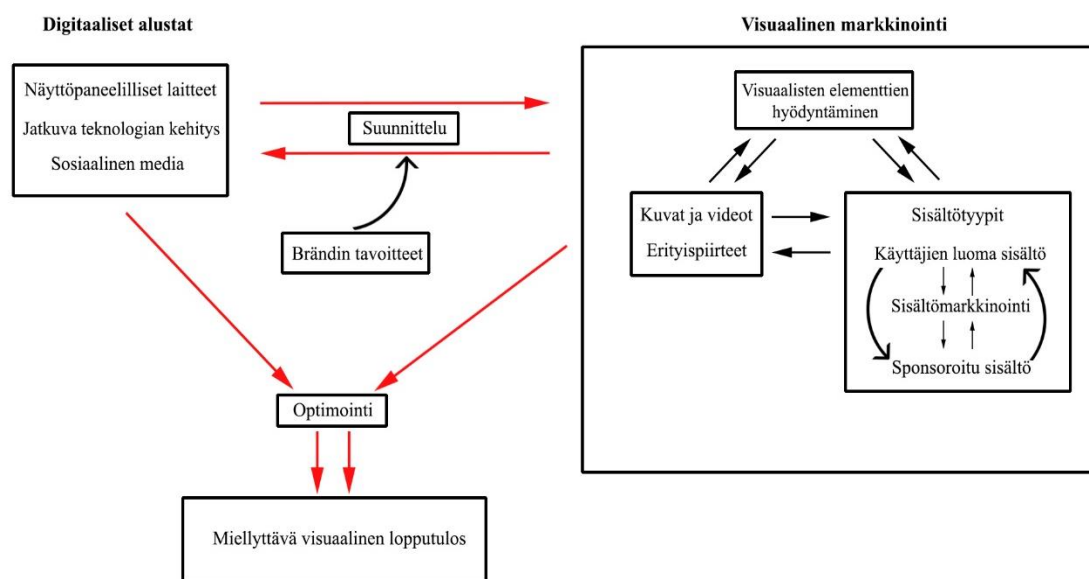 Digitaaliset alustat
Visuaalinen markkinointi
Näyttöpaneelilliset laitteet
Jatkuva teknologian kehitys
Sosiaalinen media
Suunnittelu
Brändin tavoitteet
Visuaalisten elementtien
hyödyntäminen
Kuvat ja videot
Erityispiirteet
Sisältötyypit
Käyttäjien luoma sisältö
Sisältömarkkinointi
Sponsoroitu sisältö
Optimointi
Miellyttävä visuaalinen lopputulos